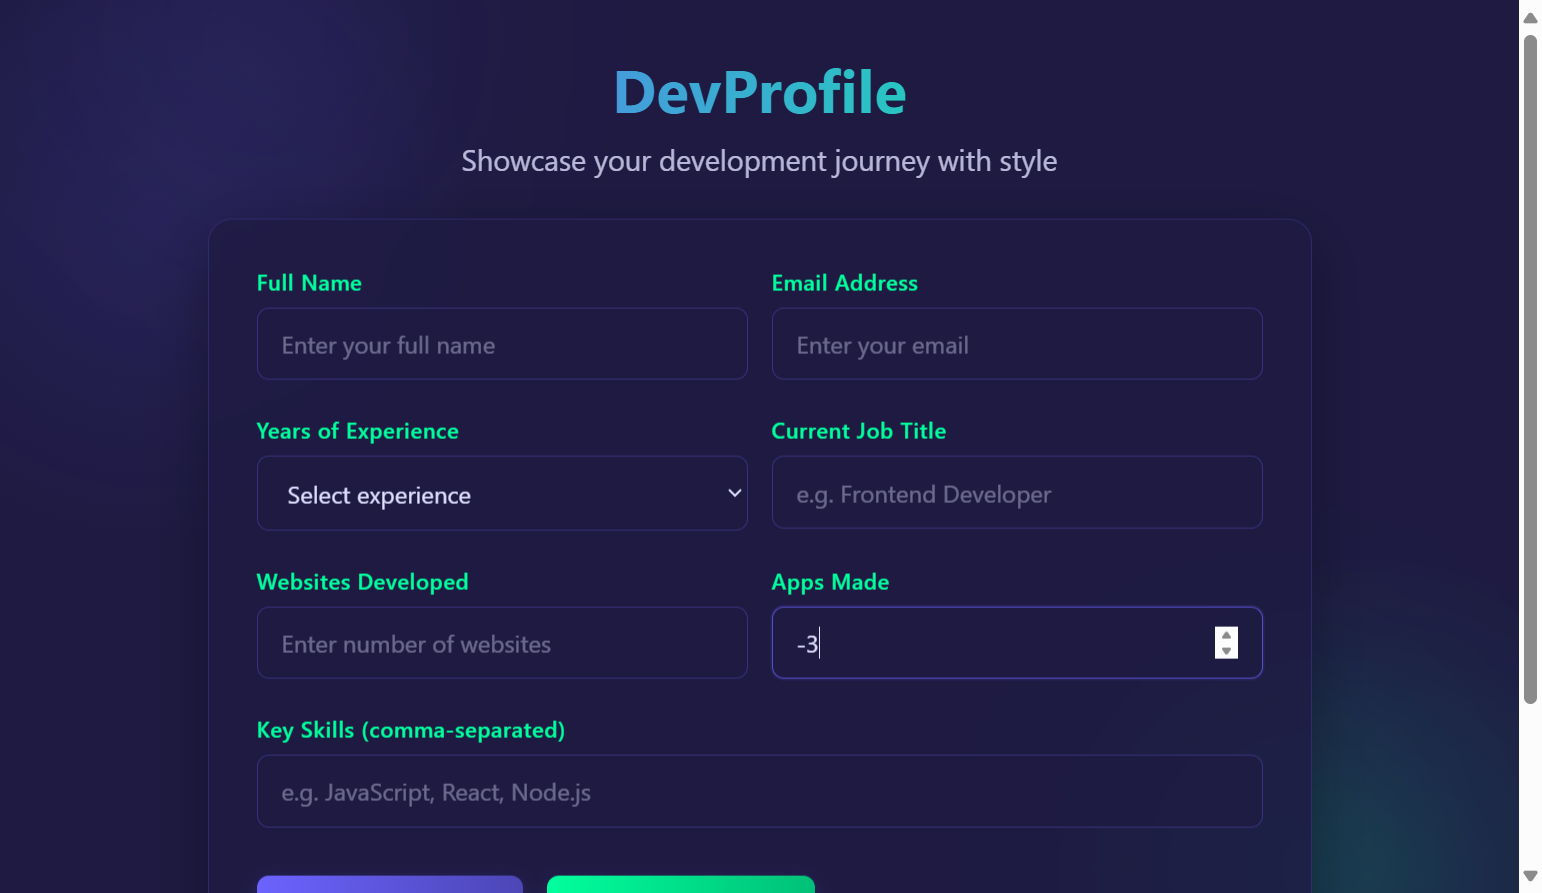 DevProfile
Showcase your development journey with style
Full Name
Email Address
Enter your full name
Enter your email
Years of Experience
Current Job Title
Select experience
e.g. Frontend Developer
Websites Developed
Apps Made
Enter number of websites
-3
Key Skills (comma-separated)
e.g. JavaScript, React, Node.js